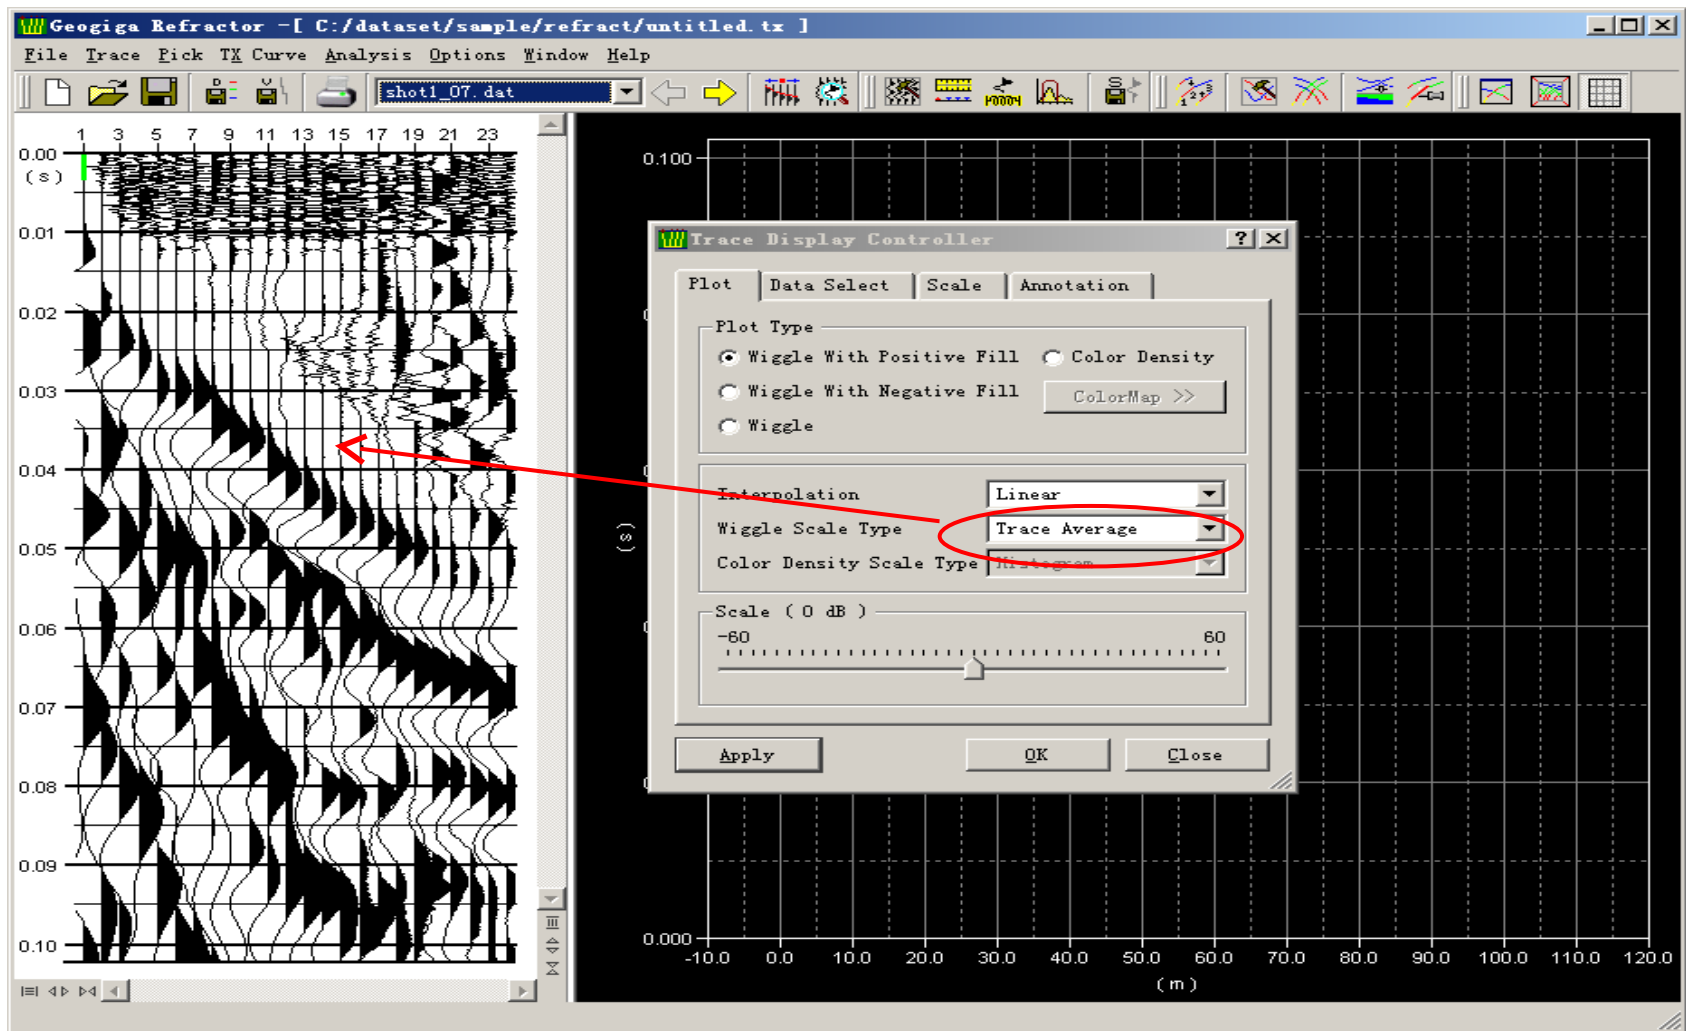 Geogiga Refractor -[ C:/dataset/sample/refract/untitled.tx ]
File Trace Pick TX Curve Analysis Options Window Help
shot1_07.dat
1 3 5 7 9 11 13 15 17 19 21 23
0.00
(s)
0.01
0.02
0.03
0.04
0.05
0.06
0.07
0.08
0.09
0.10
0.100
(s)
0.000
-10.0 0.0 10.0 20.0 30.0 40.0 50.0 60.0 70.0 80.0 90.0 100.0 110.0 120.0
(m)
Trace Display Controller
Plot Data Select Scale Annotation
Plot Type
Wiggle With Positive Fill Color Density
Wiggle With Negative Fill ColorMap >>
Wiggle
Interpolation Linear
Wiggle Scale Type Trace Average
Color Density Scale Type Histogram
Scale ( 0 dB )
-60 60
Apply OK Close